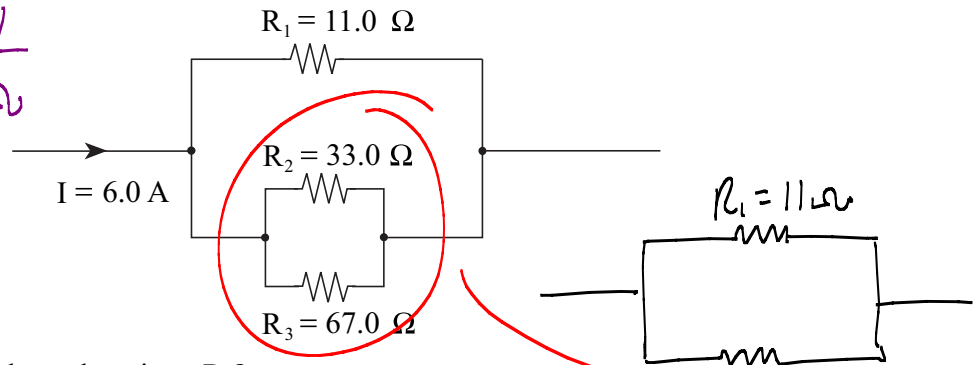 R₁ = 11.0 Ω
R₂ = 33.0 Ω
I = 6.0 A
R₁ = 11Ω
R₃ = 67.0 Ω